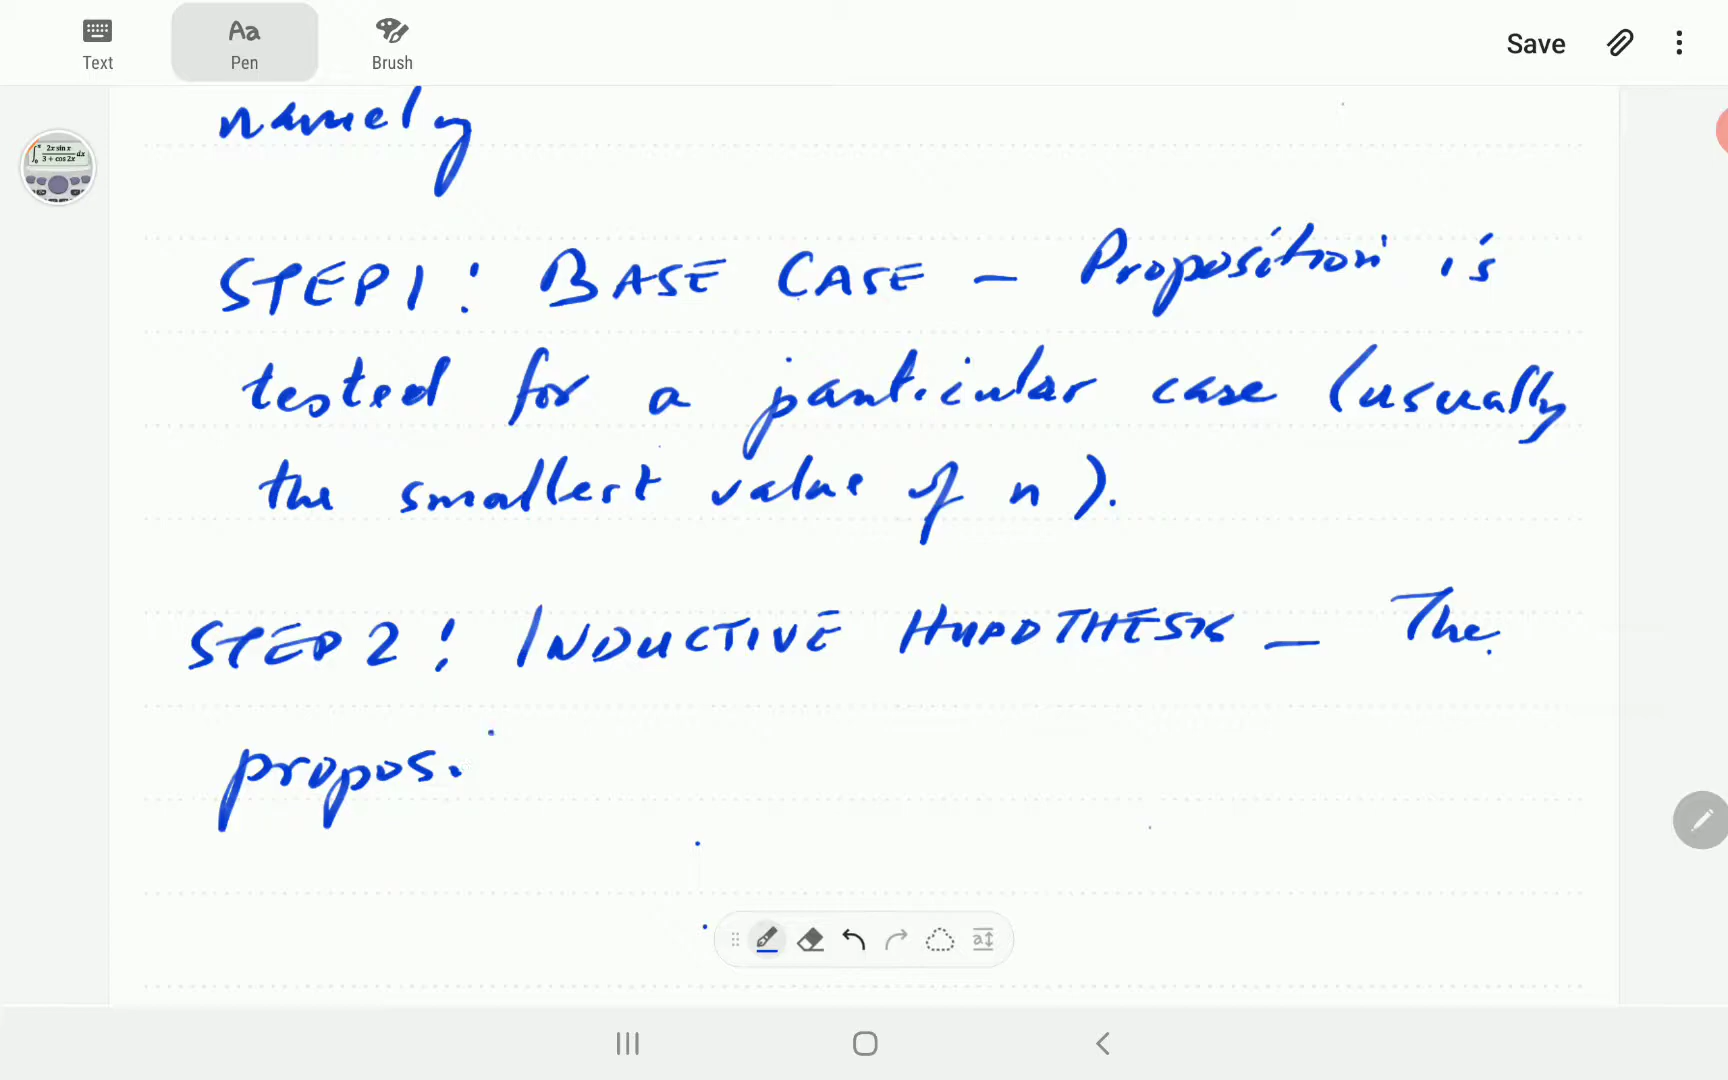 Text
Aa
Pen
Brush
Save
namely
STEP 1: BASE CASE – Proposition is
tested for a particular case (usually
the smallest value of n).
STEP 2: INDUCTIVE HYPOTHESIS – The
propos